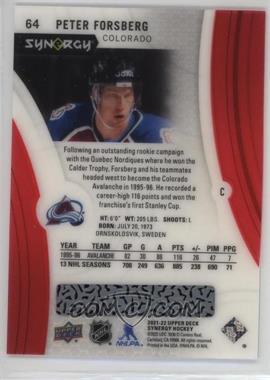 64 PETER FORSBERG
SYNERGY COLORADO
Following an outstanding rookie campaign
with the Quebec Nordiques where he won the
Calder Trophy, Forsberg and his teammates
headed west to become the Colorado
Avalanche in 1995-96. He recorded a
career-high 116 points and won the
franchise's first Stanley Cup.
C
HT: 6'0" WT: 205 LBS. SHOOTS: L
BORN: JULY 20, 1973
ORNSKOLDSVIK, SWEDEN
YEAR TEAM GP G A PTS +/- PIM PPG
1995-96 AVALANCHE 82 30 86 116 26 47 7
13 NHL SEASONS 708 249 636 885 238 690 71
UPPER DECK
NHL
NHLPA
2021-22 UPPER DECK
SYNERGY HOCKEY